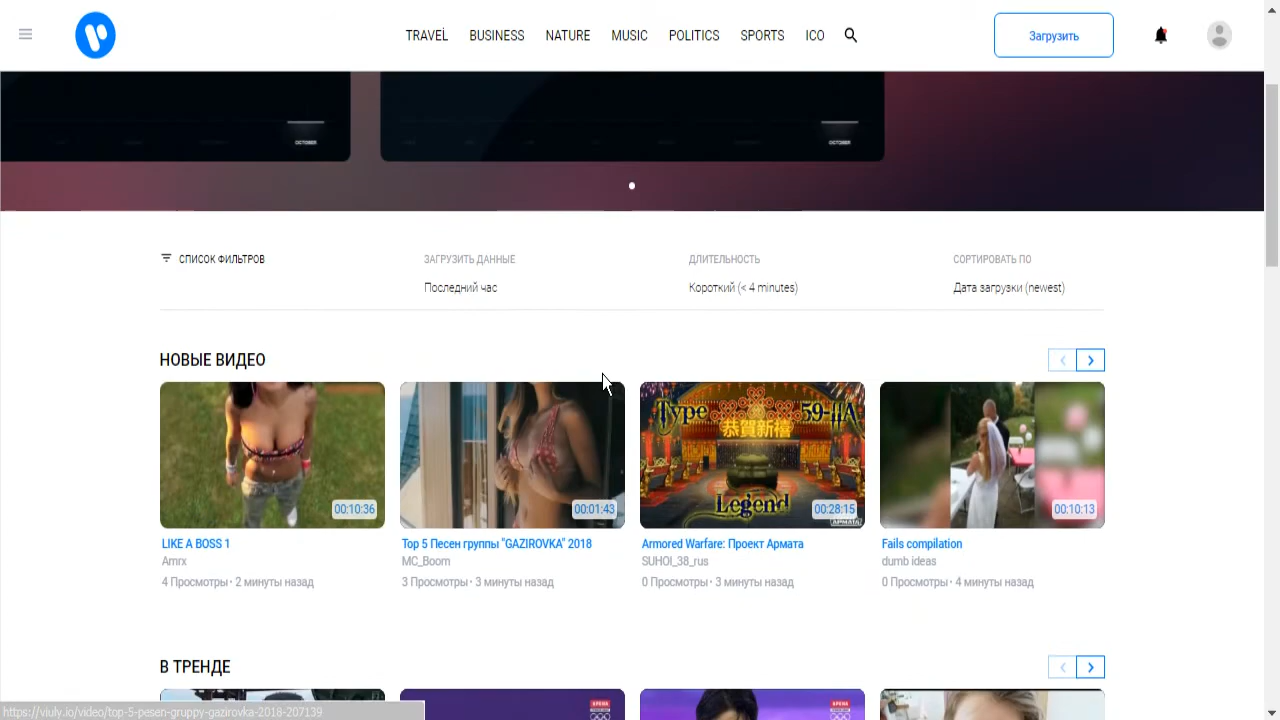 TRAVEL BUSINESS NATURE MUSIC POLITICS SPORTS ICO Загрузить
OCTOBER OCTOBER
СПИСОК ФИЛЬТРОВ ЗАГРУЗИТЬ ДАННЫЕ ДЛИТЕЛЬНОСТЬ СОРТИРОВАТЬ ПО
Последний час Короткий (< 4 minutes) Дата загрузки (newest)
НОВЫЕ ВИДЕО
Type 59-IIA
恭賀新禧
Legend
АРМАТА
00:10:36 00:01:43 00:28:15 00:10:13
LIKE A BOSS 1 Top 5 Песен группы "GAZIROVKA" 2018 Armored Warfare: Проект Армата Fails compilation
Amrx MC_Boom SUHOI_38_rus dumb ideas
4 Просмотры · 2 минуты назад 3 Просмотры · 3 минуты назад 0 Просмотры · 3 минуты назад 0 Просмотры · 4 минуты назад
В ТРЕНДЕ
https://viuly.io/video/top-5-pesen-gruppy-gazirovka-2018-207139